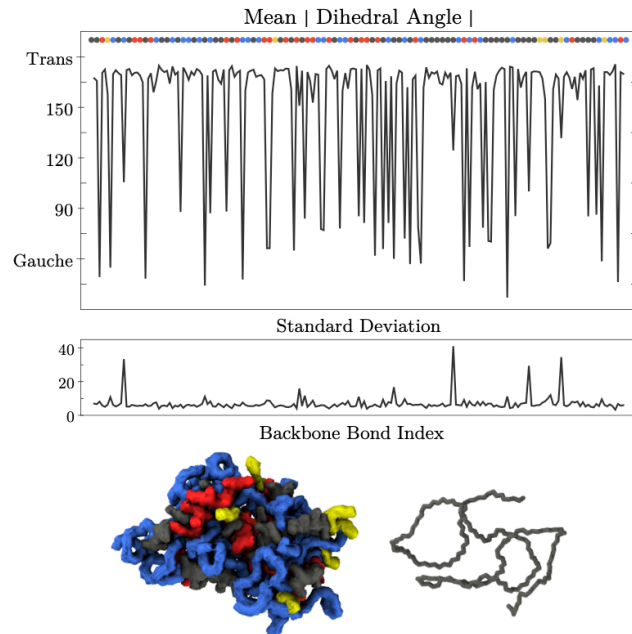 Mean | Dihedral Angle |
Trans
150
120
90
Gauche
Standard Deviation
40
20
0
Backbone Bond Index